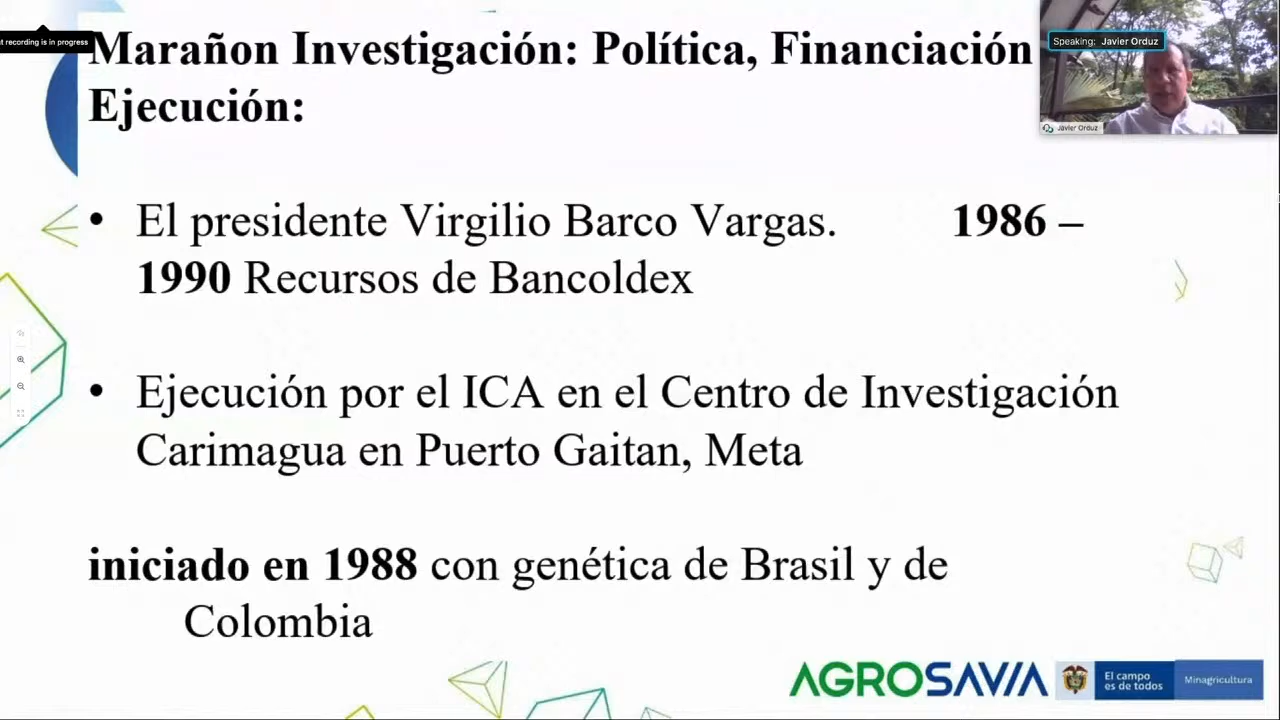 t recording is in progress
Marañon Investigación: Política, Financiación
Ejecución:
Speaking: Javier Orduz
Javier Orduz
• El presidente Virgilio Barco Vargas. 1986 –
1990 Recursos de Bancoldex
• Ejecución por el ICA en el Centro de Investigación
Carimagua en Puerto Gaitan, Meta
iniciado en 1988 con genética de Brasil y de
Colombia
AGROSAVIA
El campo
es de todos
Minagricultura